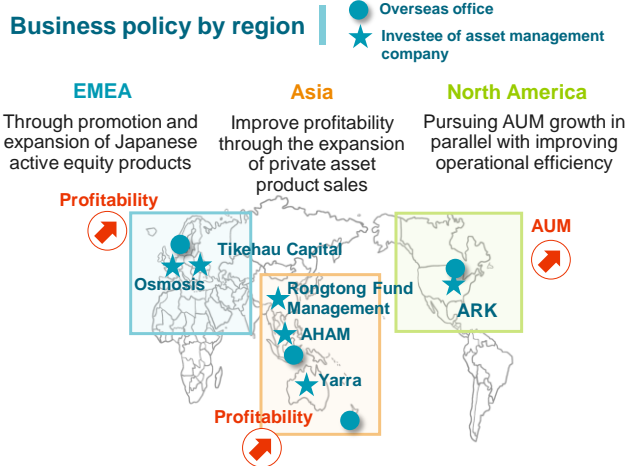 Business policy by region
Overseas office
Investee of asset management
company
EMEA
Through promotion and
expansion of Japanese
active equity products
Asia
Improve profitability
through the expansion
of private asset
product sales
North America
Pursuing AUM growth in
parallel with improving
operational efficiency
Profitability
AUM
Tikehau Capital
Osmosis
Rongtong Fund
Management
ARK
AHAM
Yarra
Profitability